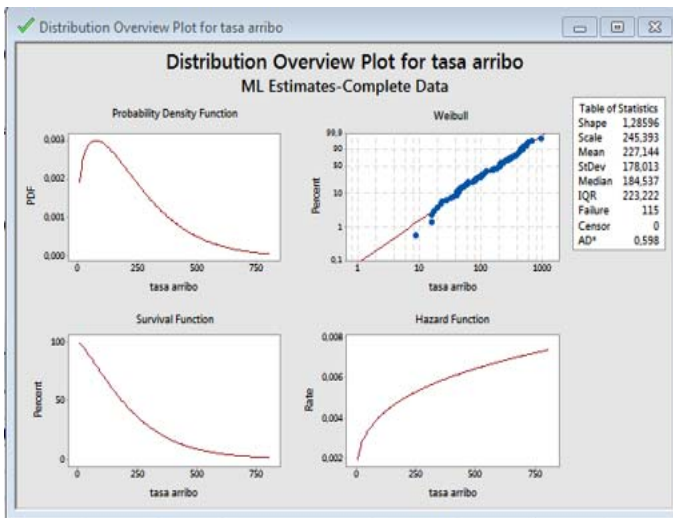 Distribution Overview Plot for tasa arribo
Distribution Overview Plot for tasa arribo
ML Estimates-Complete Data
Probability Density Function
0,003
0,002
0,001
0,000
PDF
0 250 500 750
tasa arribo
Weibull
99,9
90
50
10
1
0,1
Percent
1 10 100 1000
tasa arribo
Table of Statistics
Shape 1,28596
Scale 245,393
Mean 227,144
StDev 178,013
Median 184,537
IQR 223,222
Failure 115
Censor 0
AD* 0,598
Survival Function
100
50
0
Percent
0 250 500 750
tasa arribo
Hazard Function
0,008
0,006
0,004
0,002
Rate
0 250 500 750
tasa arribo